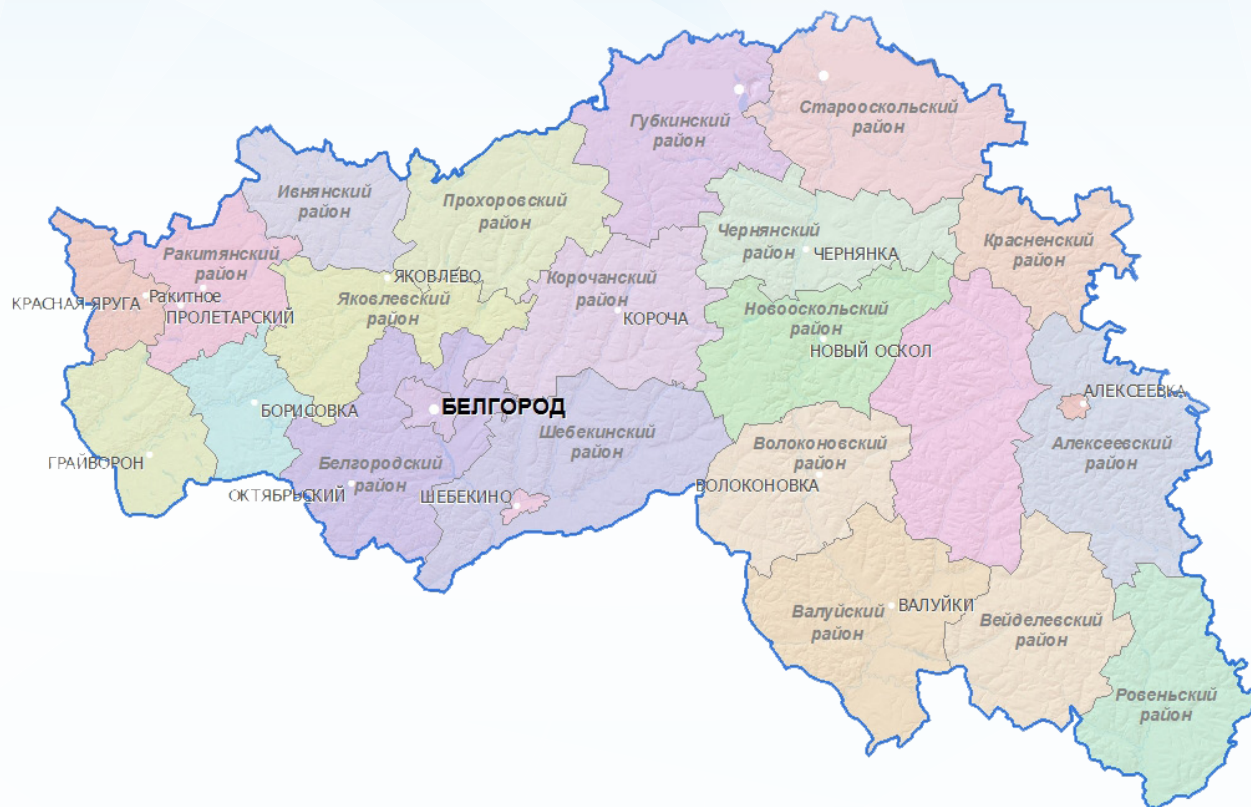 Губкинский
район
Старооскольский
район
Ивнянский
район
Прохоровский
район
Чернянский
район
ЧЕРНЯНКА
Красненский
район
Ракитянский
район
КРАСНАЯ ЯРУГА
Ракитное
ПРОЛЕТАРСКИЙ
ЯКОВЛЕВО
Яковлевский
район
Корочанский
район
КОРОЧА
Новооскольский
район
НОВЫЙ ОСКОЛ
БОРИСОВКА
БЕЛГОРОД
АЛЕКСЕЕВКА
Алексеевский
район
ГРАЙВОРОН
Белгородский
район
ОКТЯБРЬСКИЙ
Шебекинский
район
ШЕБЕКИНО
Волоконовский
район
ВОЛОКОНОВКА
Валуйский
район
ВАЛУЙКИ
Вейделевский
район
Ровеньский
район